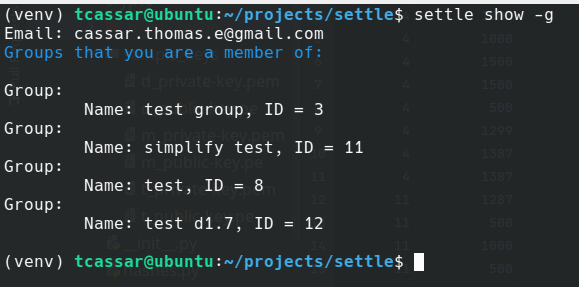 (venv) tcassar@ubuntu:~/projects/settle$ settle show -g
Email: cassar.thomas.e@gmail.com
Groups that you are a member of:
Group:
Name: test group, ID = 3
Group:
Name: simplify test, ID = 11
Group:
Name: test, ID = 8
Group:
Name: test d1.7, ID = 12
(venv) tcassar@ubuntu:~/projects/settle$